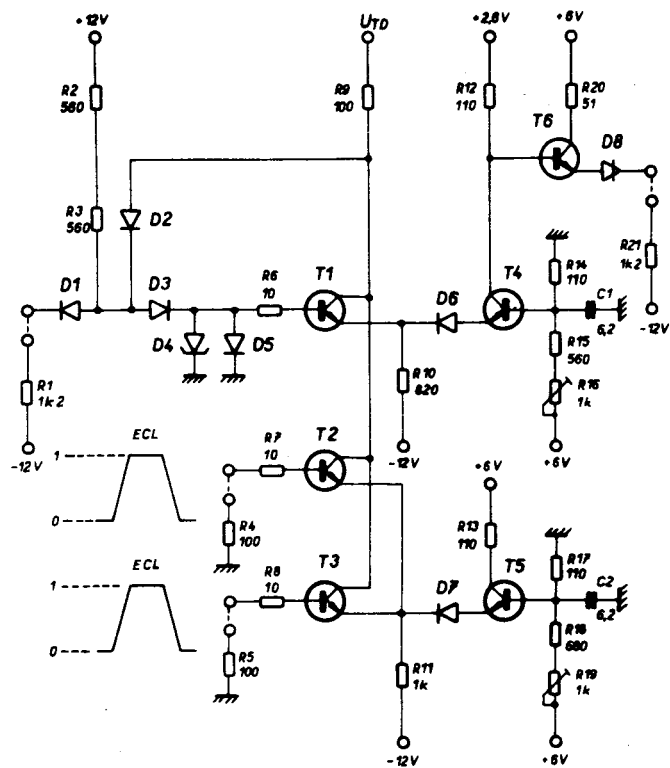 +12V
U_TD
+2,6V
+6V
R2
560
R9
100
R12
110
R20
51
T6
D8
R3
560
D2
R21
1k2
-12V
D1
D3
R6
10
T1
D6
T4
R14
110
C1
6,2
D4
D5
R15
560
R1
1k2
-12V
R10
820
-12V
R16
1k
+6V
ECL
1
0
R7
10
T2
R4
100
+6V
R13
110
ECL
1
0
R8
10
T3
R5
100
D7
T5
R17
110
C2
6,2
R18
680
R11
1k
-12V
R19
1k
+6V